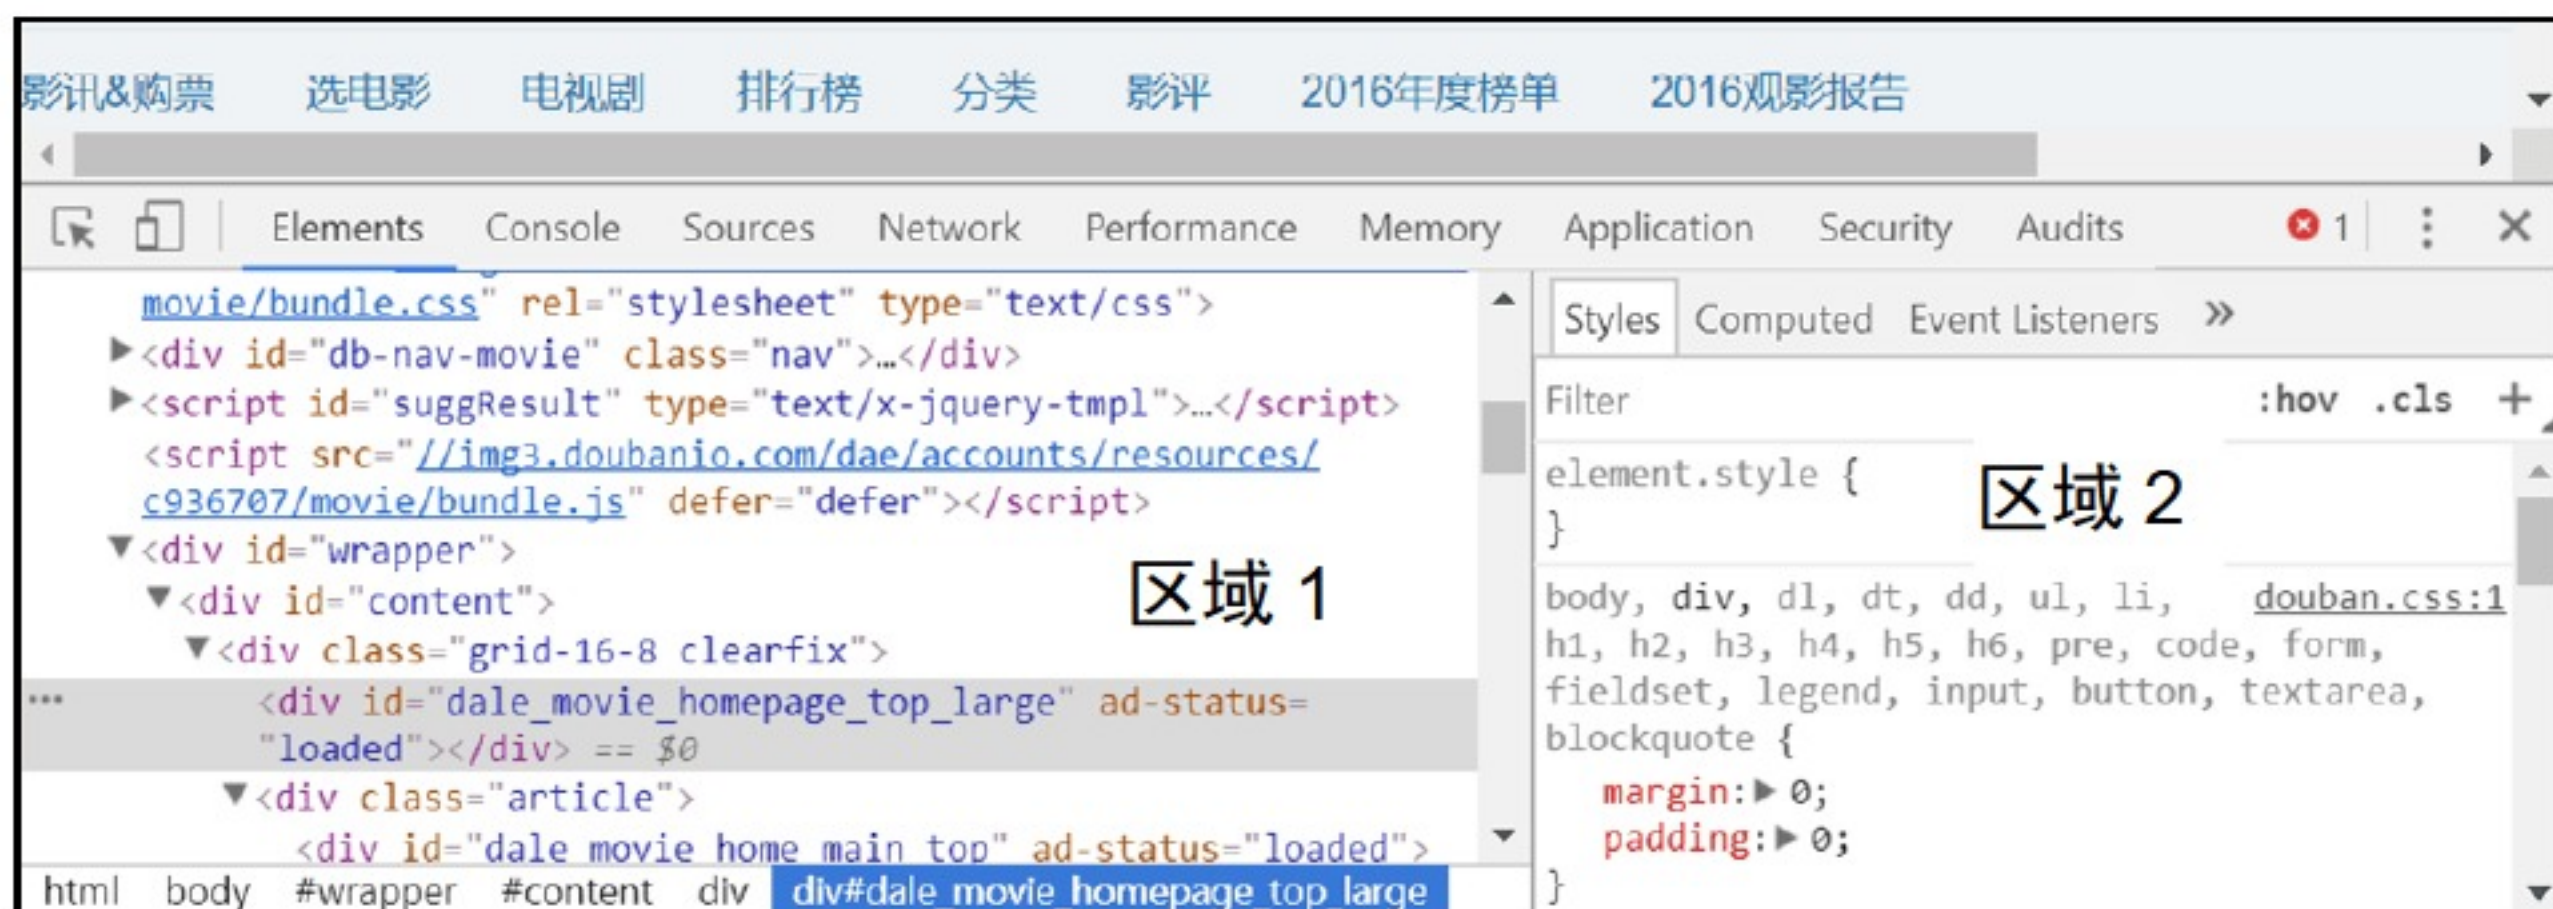 影讯&购票 选电影 电视剧 排行榜 分类 影评 2016年度榜单 2016观影报告
Elements Console Sources Network Performance Memory Application Security Audits 1
movie/bundle.css" rel="stylesheet" type="text/css">
<div id="db-nav-movie" class="nav">…</div>
<script id="suggResult" type="text/x-jquery-tmpl">…</script>
<script src="//img3.doubanio.com/dae/accounts/resources/
c936707/movie/bundle.js" defer="defer"></script>
<div id="wrapper">
<div id="content">
区域 1
<div class="grid-16-8 clearfix">
<div id="dale_movie_homepage_top_large" ad-status=
"loaded"></div> == $0
<div class="article">
<div id="dale_movie_home_main_top" ad-status="loaded">
html body #wrapper #content div div#dale_movie_homepage_top_large
Styles Computed Event Listeners »
Filter :hov .cls +
element.style {
区域 2
}
body, div, dl, dt, dd, ul, li, douban.css:1
h1, h2, h3, h4, h5, h6, pre, code, form,
fieldset, legend, input, button, textarea,
blockquote {
margin:▶ 0;
padding:▶ 0;
}